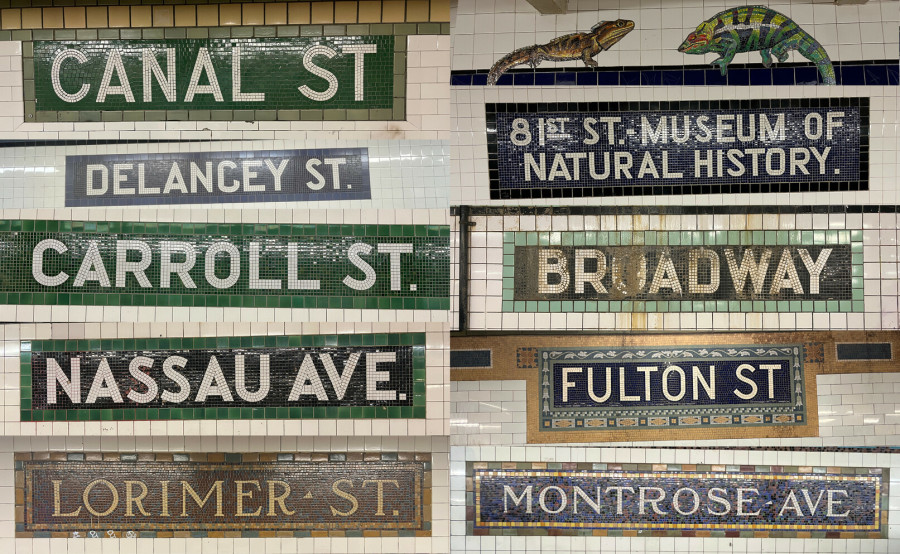 CANAL ST
DELANCEY ST.
CARROLL ST.
NASSAU AVE.
LORIMER ST.
81ST ST.-MUSEUM OF
NATURAL HISTORY.
BROADWAY
FULTON ST
MONTROSE AVE